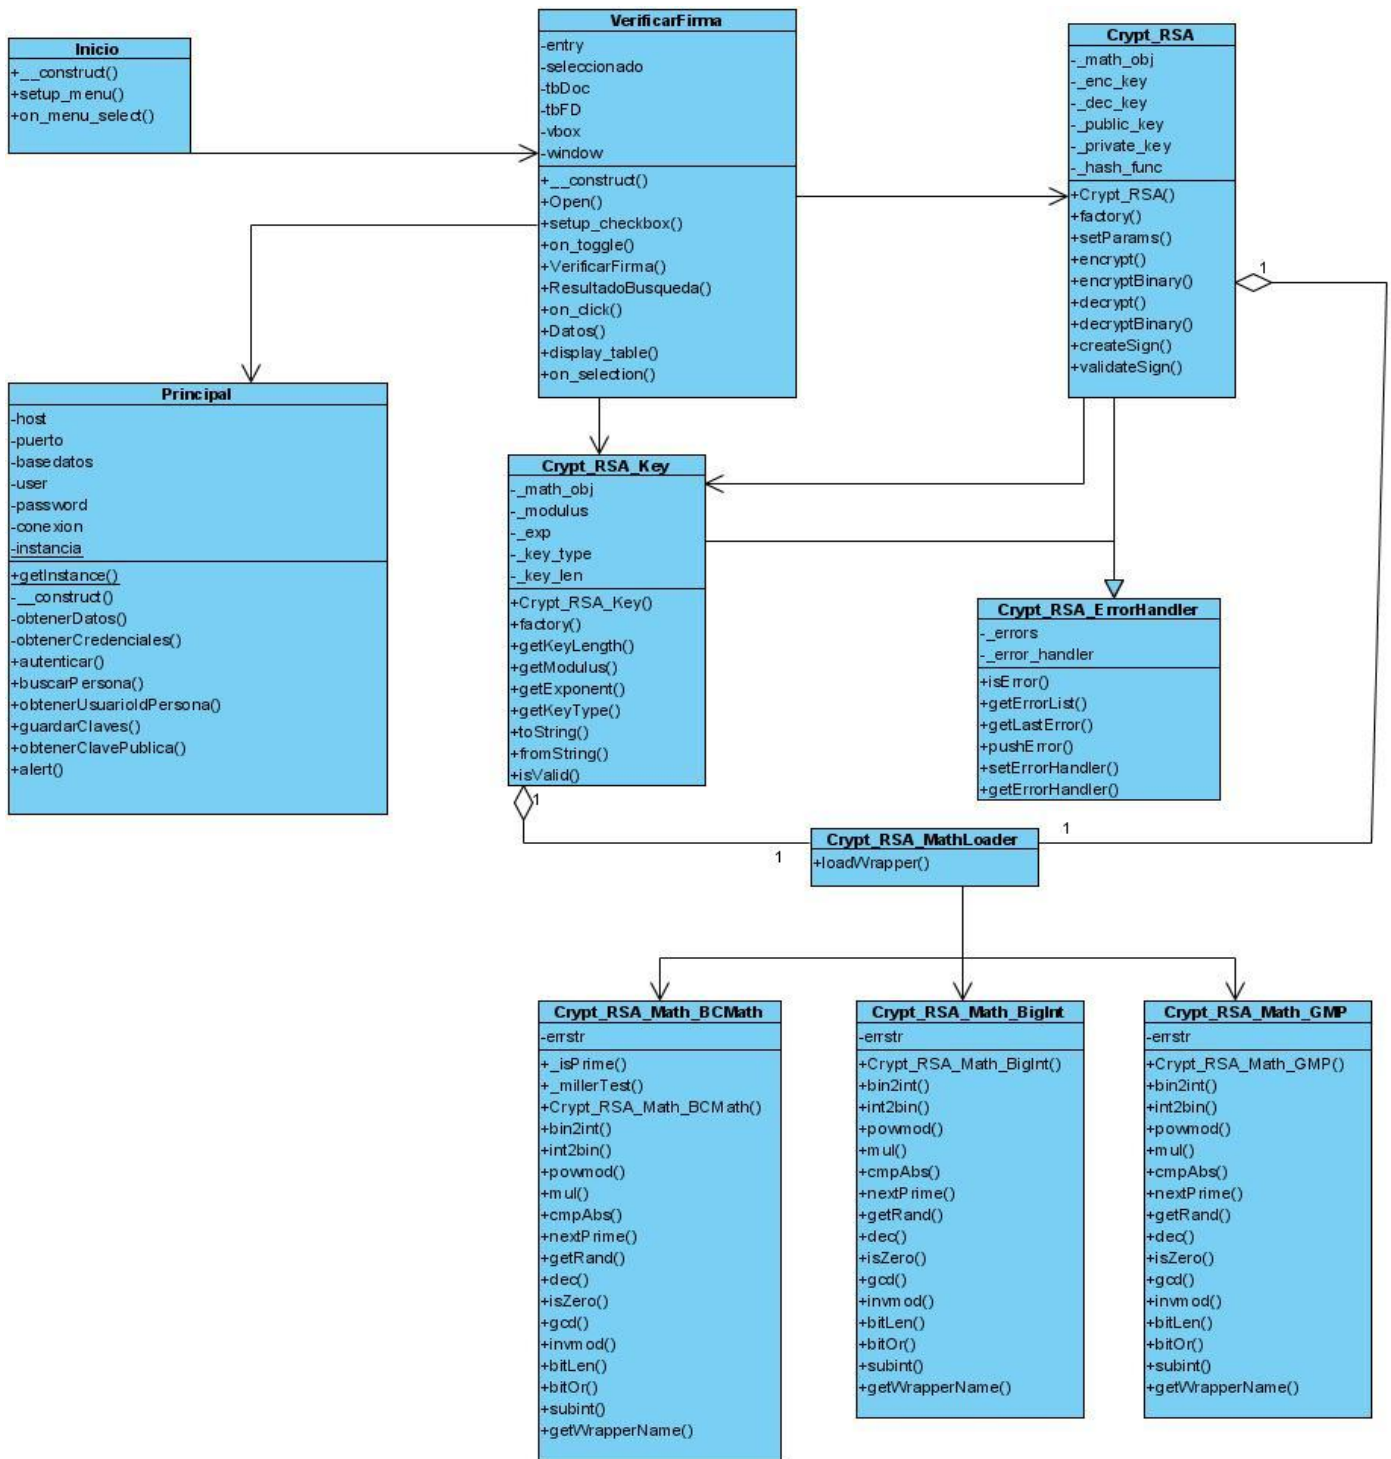 Inicio
+__construct()
+setup_menu()
+on_menu_select()
VerificarFirma
-entry
-seleccionado
-tbDoc
-tbFD
-vbox
-window
+__construct()
+Open()
+setup_checkbox()
+on_toggle()
+VerificarFirma()
+ResultadoBusqueda()
+on_click()
+Datos()
+display_table()
+on_selection()
Crypt_RSA
-_math_obj
-_enc_key
-_dec_key
-_public_key
-_private_key
-_hash_func
+Crypt_RSA()
+factory()
+setParams()
+encrypt()
+encryptBinary()
+decrypt()
+decryptBinary()
+createSign()
+validateSign()
1
Principal
-host
-puerto
-basedatos
-user
-password
-conexion
-instancia
+getInstance()
-__construct()
-obtenerDatos()
-obtenerCredenciales()
+autenticar()
+buscarPersona()
+obtenerUsuarioIdPersona()
+guardarClaves()
+obtenerClavePublica()
+alert()
Crypt_RSA_Key
-_math_obj
-_modulus
-_exp
-_key_type
-_key_len
+Crypt_RSA_Key()
+factory()
+getKeyLength()
+getModulus()
+getExponent()
+getKeyType()
+toString()
+fromString()
+isValid()
1
Crypt_RSA_ErrorHandler
-_errors
-_error_handler
+isError()
+getErrorList()
+getLastError()
+pushError()
+setErrorHandler()
+getErrorHandler()
1
Crypt_RSA_MathLoader
+loadWrapper()
1
Crypt_RSA_Math_BCMath
-errstr
+_isPrime()
+_millerTest()
+Crypt_RSA_Math_BCMath()
+bin2int()
+int2bin()
+powmod()
+mul()
+cmpAbs()
+nextPrime()
+getRand()
+dec()
+isZero()
+gcd()
+invmod()
+bitLen()
+bitOr()
+subint()
+getWrapperName()
Crypt_RSA_Math_BigInt
-errstr
+Crypt_RSA_Math_BigInt()
+bin2int()
+int2bin()
+powmod()
+mul()
+cmpAbs()
+nextPrime()
+getRand()
+dec()
+isZero()
+gcd()
+invmod()
+bitLen()
+bitOr()
+subint()
+getWrapperName()
Crypt_RSA_Math_GMP
-errstr
+Crypt_RSA_Math_GMP()
+bin2int()
+int2bin()
+powmod()
+mul()
+cmpAbs()
+nextPrime()
+getRand()
+dec()
+isZero()
+gcd()
+invmod()
+bitLen()
+bitOr()
+subint()
+getWrapperName()